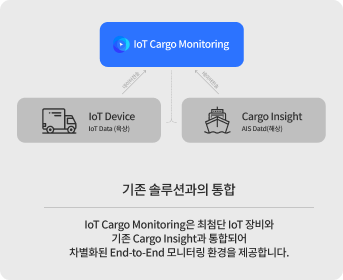 IoT Cargo Monitoring
IoT Device
IoT Data (육상)
Cargo Insight
AIS Datd(해상)
기존 솔루션과의 통합
IoT Cargo Monitoring은 최첨단 IoT 장비와
기존 Cargo Insight과 통합되어
차별화된 End-to-End 모니터링 환경을 제공합니다.